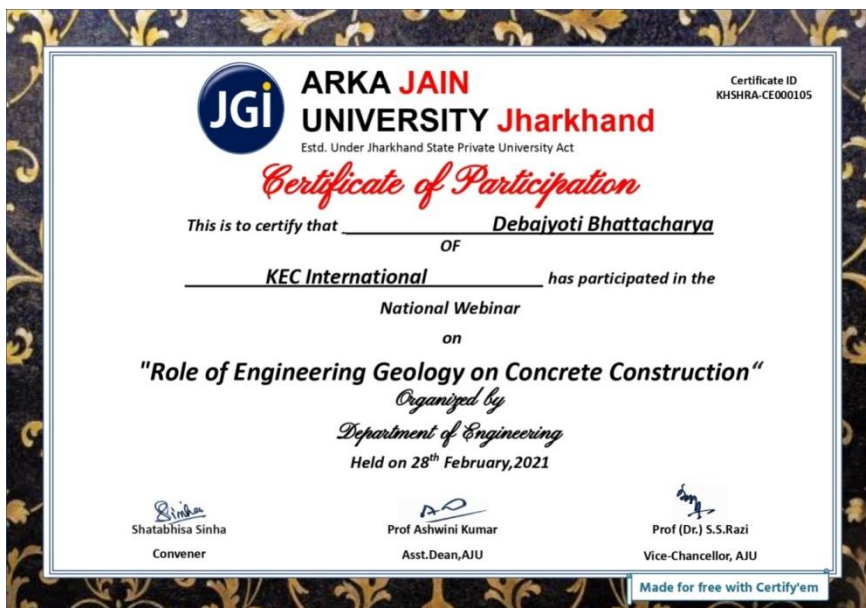 JGi
ARKA JAIN
UNIVERSITY Jharkhand
Estd. Under Jharkhand State Private University Act
Certificate ID
KHSHRA-CE000105
Certificate of Participation
This is to certify that Debajyoti Bhattacharya
OF
KEC International has participated in the
National Webinar
on
"Role of Engineering Geology on Concrete Construction“
Organized by
Department of Engineering
Held on 28th February,2021
Sinha
Shatabhisa Sinha
Convener
Prof Ashwini Kumar
Asst.Dean,AJU
Prof (Dr.) S.S.Razi
Vice-Chancellor, AJU
Made for free with Certify'em